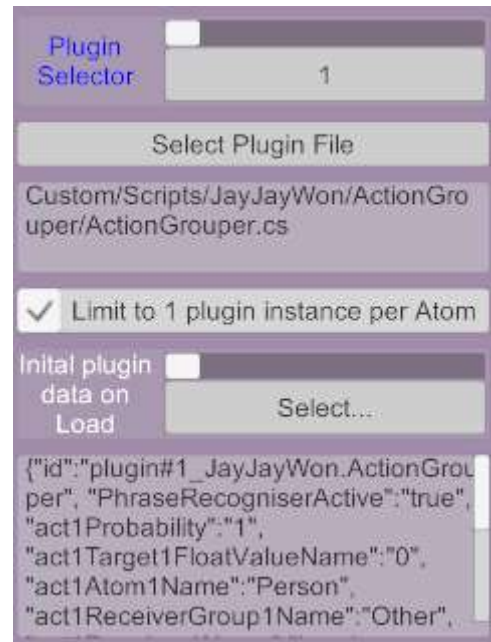 Plugin
Selector
1
Select Plugin File
Custom/Scripts/JayJayWon/ActionGro
uper/ActionGrouper.cs
Limit to 1 plugin instance per Atom
Inital plugin
data on
Load
Select...
{"id":"plugin#1_JayJayWon.ActionGrou
per", "PhraseRecogniserActive":"true",
"act1Probability":"1",
"act1Target1FloatValueName":"0",
"act1Atom1Name":"Person",
"act1ReceiverGroup1Name":"Other",